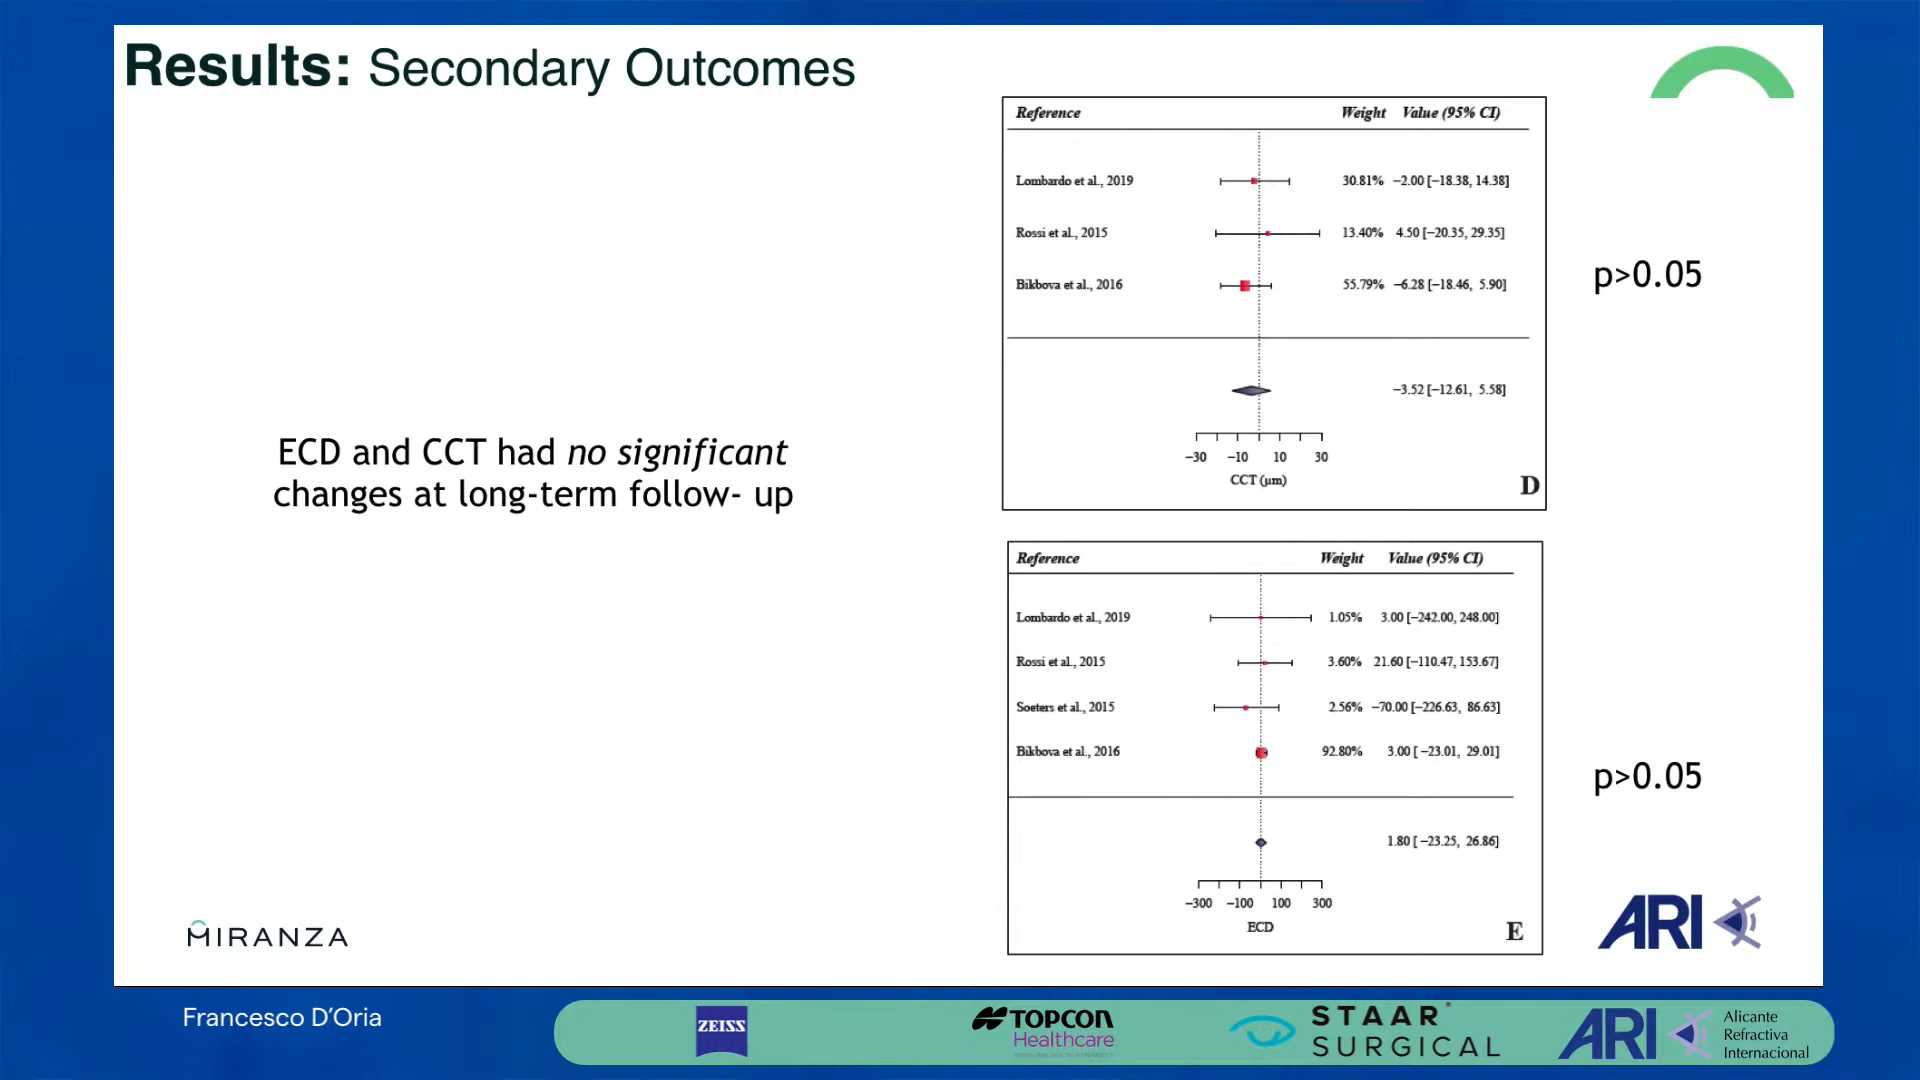 Results: Secondary Outcomes
ECD and CCT had no significant
changes at long-term follow- up
Reference Weight Value (95% CI)
Lombardo et al., 2019 30.81% −2.00 [−18.38, 14.38]
Rossi et al., 2015 13.40% 4.50 [−20.35, 29.35]
Bikbova et al., 2016 55.79% −6.28 [−18.46, 5.90]
−3.52 [−12.61, 5.58]
−30 −10 10 30
CCT (μm)
D
p>0.05
Reference Weight Value (95% CI)
Lombardo et al., 2019 1.05% 3.00 [−242.00, 248.00]
Rossi et al., 2015 3.60% 21.60 [−110.47, 153.67]
Soeters et al., 2015 2.56% −70.00 [−226.63, 86.63]
Bikbova et al., 2016 92.80% 3.00 [ −23.01, 29.01]
1.80 [ −23.25, 26.86]
−300 −100 100 300
ECD
E
p>0.05
MIRANZA
ARI
Francesco D’Oria
ZEISS
TOPCON
Healthcare
STAAR
SURGICAL
ARI
Alicante
Refractiva
Internacional